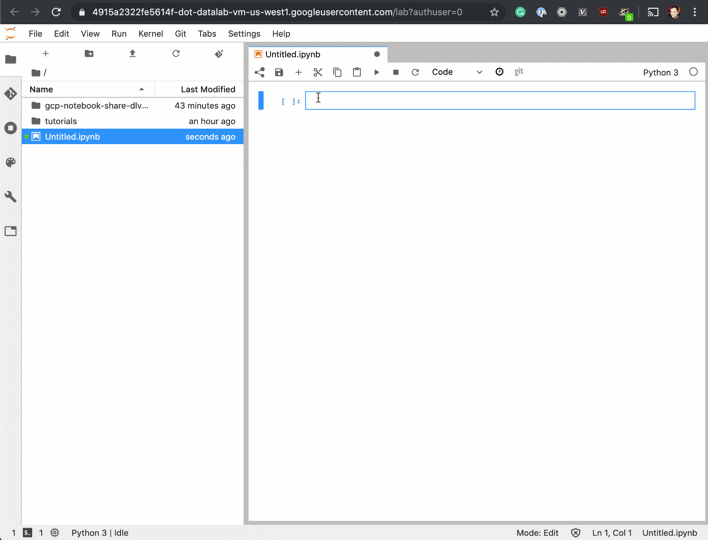 4915a2322fe5614f-dot-datalab-vm-us-west1.googleusercontent.com/lab?authuser=0
File Edit View Run Kernel Git Tabs Settings Help
Untitled.ipynb
Code git Python 3
/
Name Last Modified
gcp-notebook-share-dlv... 43 minutes ago
tutorials an hour ago
Untitled.ipynb seconds ago
[ ]:
1 1 Python 3 | Idle Mode: Edit Ln 1, Col 1 Untitled.ipynb